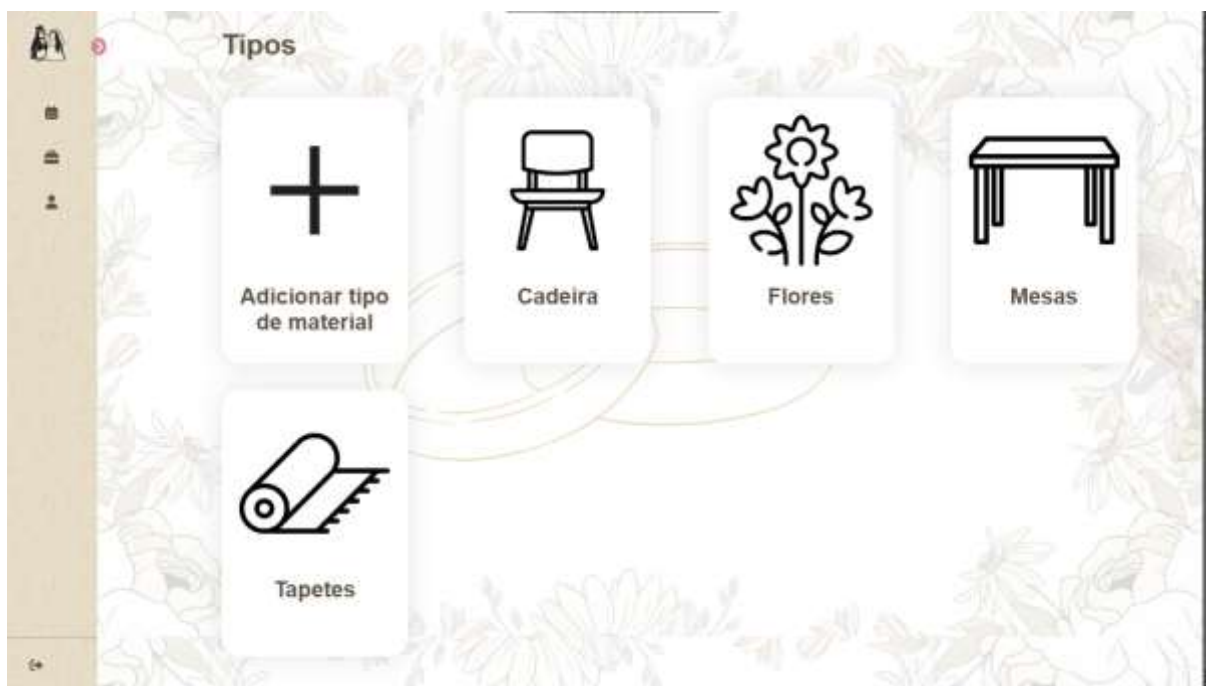 Tipos
Adicionar tipo
de material
Cadeira
Flores
Mesas
Tapetes